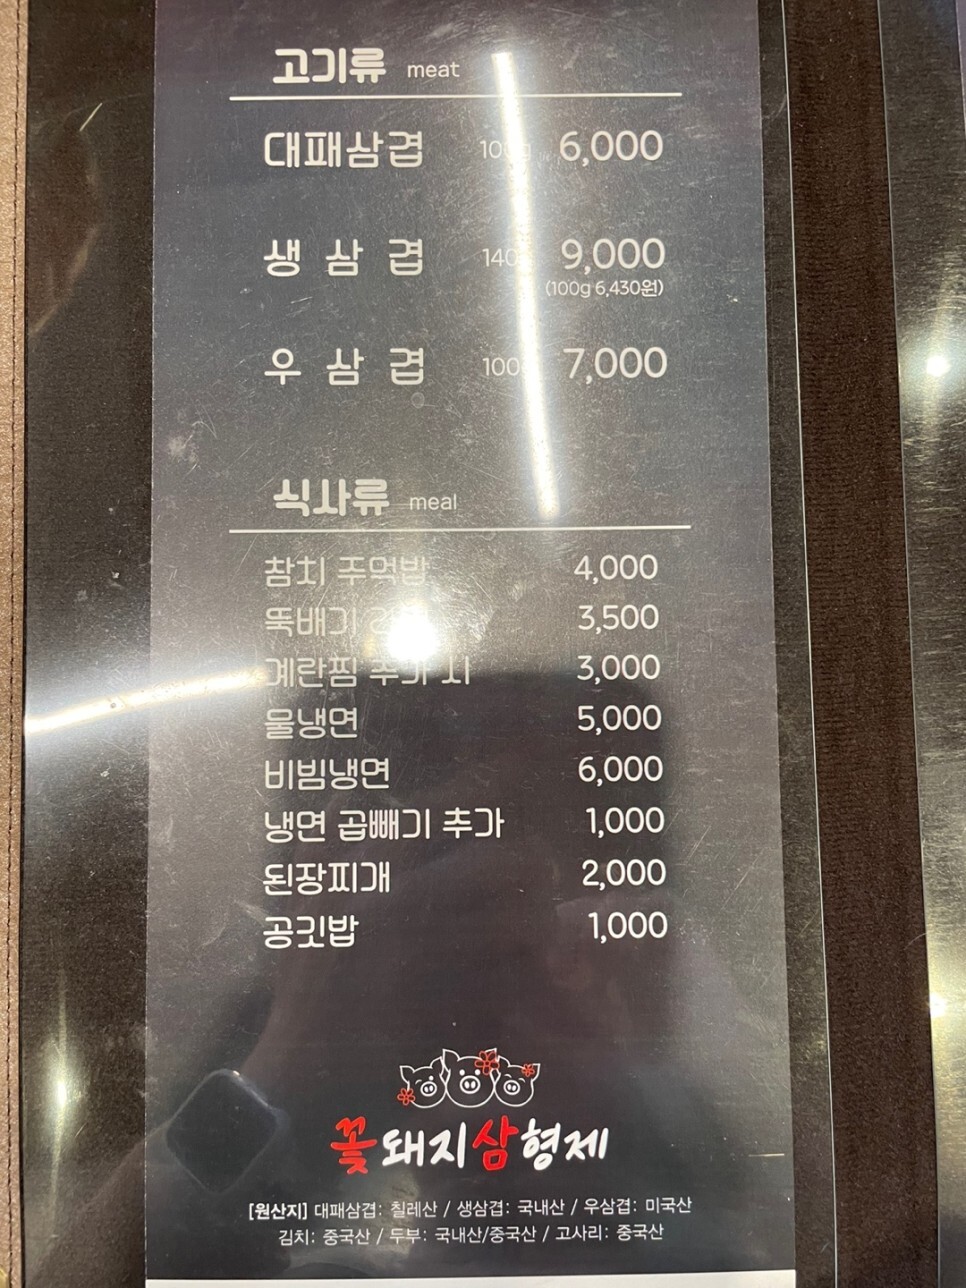 고기류 meat
대패삼겹 6,000
생 삼 겹 140 9,000
(100g 6,430원)
우 삼 겹 100 7,000
식사류 meal
참치 주먹밥 4,000
뚝배기 3,500
계란찜 추가 시 3,000
물냉면 5,000
비빔냉면 6,000
냉면 곱빼기 추가 1,000
된장찌개 2,000
공깃밥 1,000
꽃돼지삼형제
[원산지] 대패삼겹: 칠레산 / 생삼겹: 국내산 / 우삼겹: 미국산
김치: 중국산 / 두부: 국내산/중국산 / 고사리: 중국산